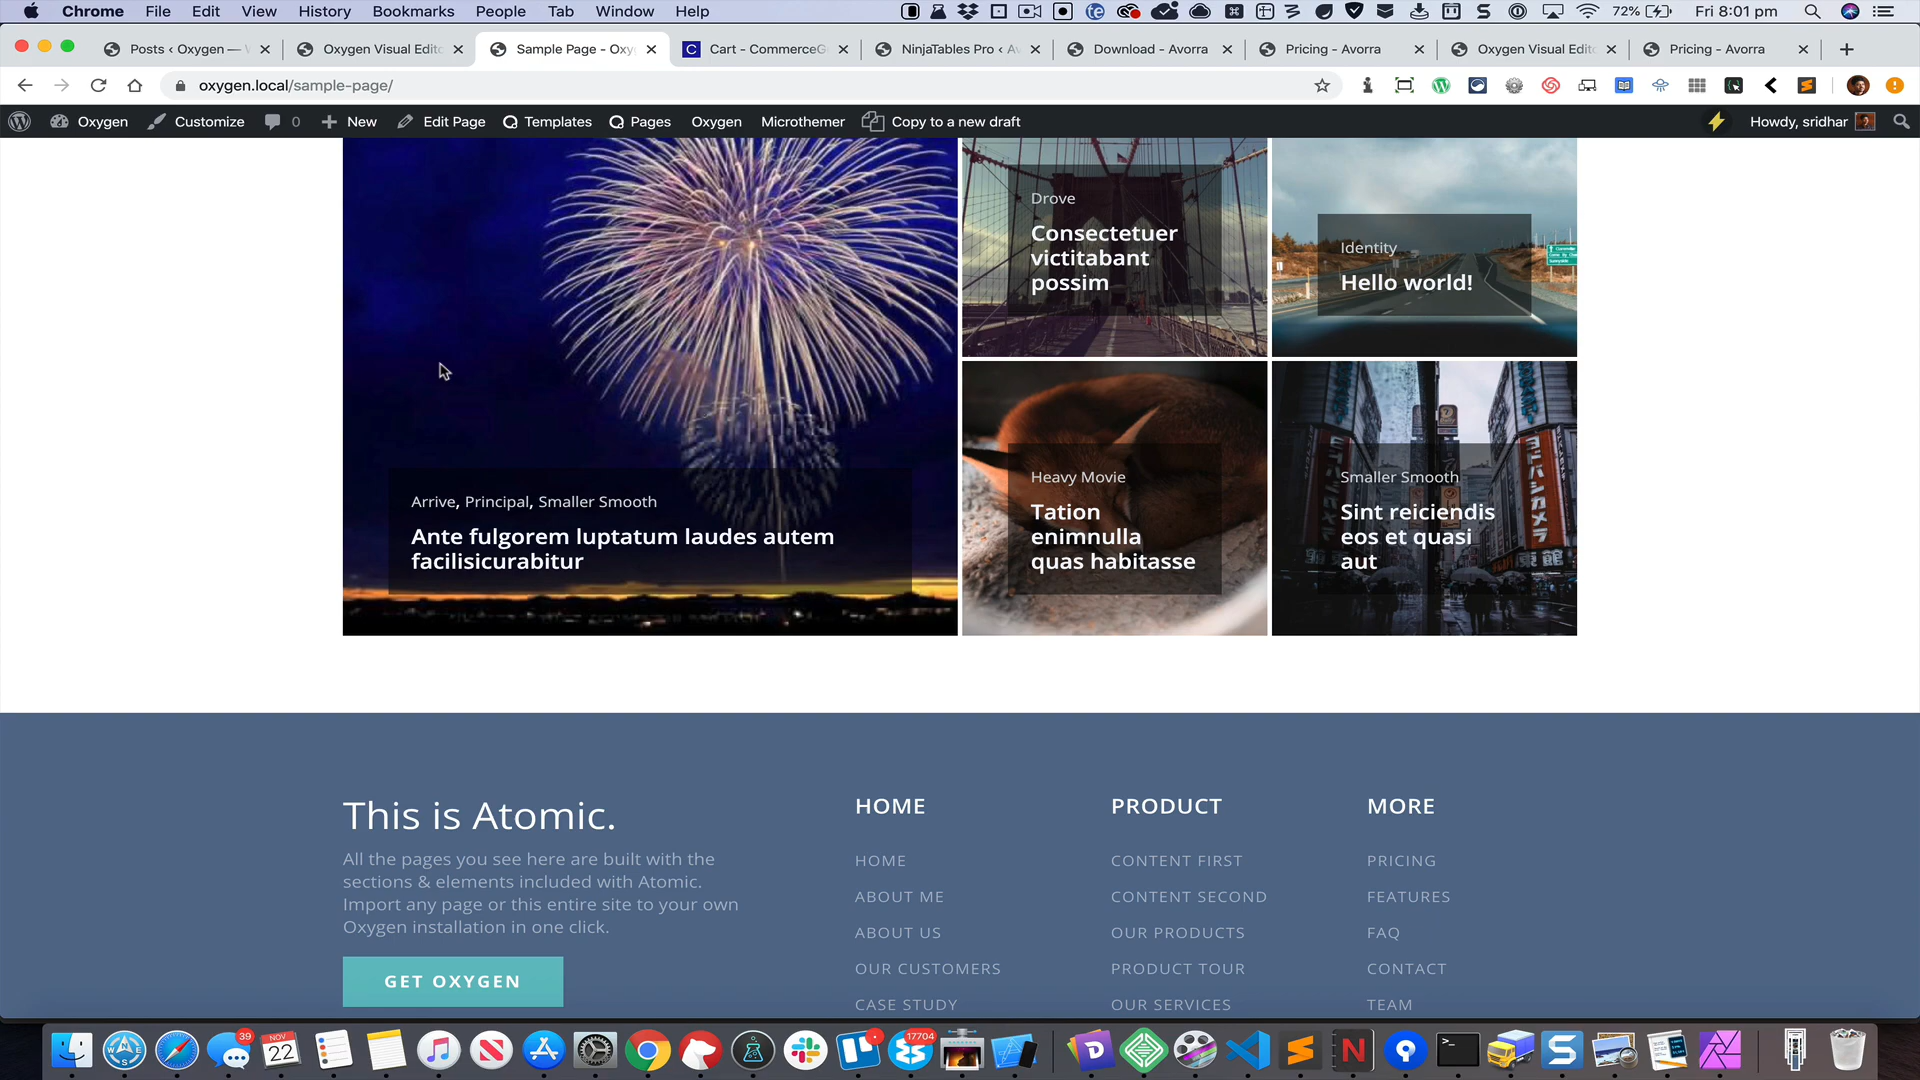 Chrome File Edit View History Bookmarks People Tab Window Help 72% Fri 8:01 pm
Posts ‹ Oxygen — Oxygen Visual Edito Sample Page - Oxy Cart - CommerceG NinjaTables Pro ‹ Av Download - Avorra Pricing - Avorra Oxygen Visual Edito Pricing - Avorra
oxygen.local/sample-page/
Oxygen Customize 0 New Edit Page Templates Pages Oxygen Microthemer Copy to a new draft Howdy, sridhar
Drove
Consectetuer
victitabant
possim
Identity
Hello world!
Arrive, Principal, Smaller Smooth
Ante fulgorem luptatum laudes autem
facilisicurabitur
Heavy Movie
Tation
enimnulla
quas habitasse
Smaller Smooth
Sint reiciendis
eos et quasi
aut
This is Atomic.
All the pages you see here are built with the
sections & elements included with Atomic.
Import any page or this entire site to your own
Oxygen installation in one click.
GET OXYGEN
HOME
HOME
ABOUT ME
ABOUT US
OUR CUSTOMERS
CASE STUDY
PRODUCT
CONTENT FIRST
CONTENT SECOND
OUR PRODUCTS
PRODUCT TOUR
OUR SERVICES
MORE
PRICING
FEATURES
FAQ
CONTACT
TEAM
39
NOV
22
17704